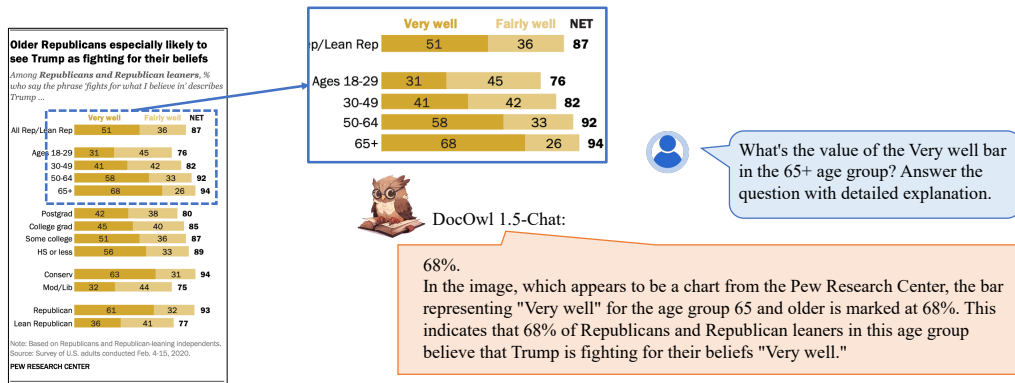 Older Republicans especially likely to
see Trump as fighting for their beliefs
Among Republicans and Republican leaners, %
who say the phrase 'fights for what I believe in' describes
Trump ...
Very well Fairly well NET
All Rep/Lean Rep 51 36 87
Ages 18-29 31 45 76
30-49 41 42 82
50-64 58 33 92
65+ 68 26 94
Postgrad 42 38 80
College grad 45 40 85
Some college 51 36 87
HS or less 56 33 89
Conserv 63 31 94
Mod/Lib 32 44 75
Republican 61 32 93
Lean Republican 36 41 77
Note: Based on Republicans and Republican-leaning independents.
Source: Survey of U.S. adults conducted Feb. 4-15, 2020.
PEW RESEARCH CENTER
Very well Fairly well NET
p/Lean Rep 51 36 87
Ages 18-29 31 45 76
30-49 41 42 82
50-64 58 33 92
65+ 68 26 94
What's the value of the Very well bar
in the 65+ age group? Answer the
question with detailed explanation.
DocOwl 1.5-Chat:
68%.
In the image, which appears to be a chart from the Pew Research Center, the bar
representing "Very well" for the age group 65 and older is marked at 68%. This
indicates that 68% of Republicans and Republican leaners in this age group
believe that Trump is fighting for their beliefs "Very well."